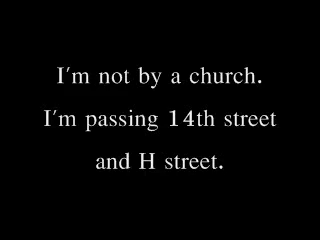 I'm not by a church.
I'm passing 14th street
and H street.